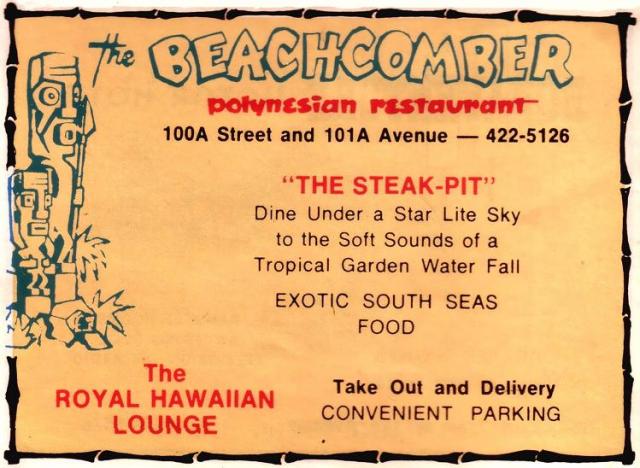 the BEACHCOMBER
polynesian restaurant
100A Street and 101A Avenue — 422-5126
"THE STEAK-PIT"
Dine Under a Star Lite Sky
to the Soft Sounds of a
Tropical Garden Water Fall
EXOTIC SOUTH SEAS
FOOD
The
ROYAL HAWAIIAN
LOUNGE
Take Out and Delivery
CONVENIENT PARKING